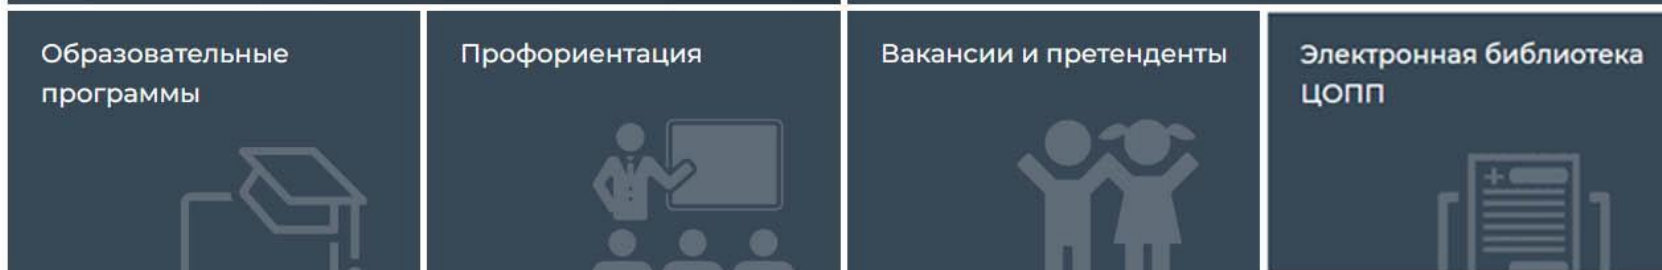 Образовательные
программы
Профориентация
Вакансии и претенденты
Электронная библиотека
ЦОПП